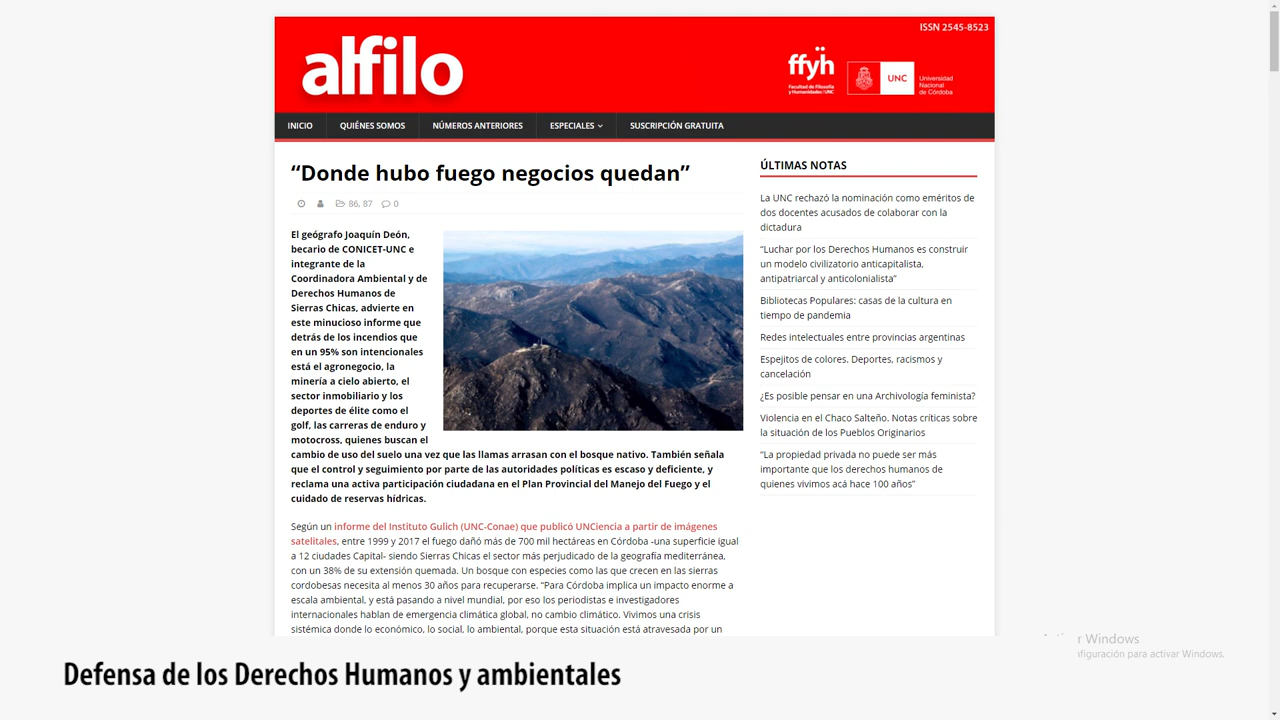 ISSN 2545-8523
alfilo
ffyh
Facultad de Filosofía
y Humanidades | UNC
UNC
Universidad
Nacional
de Córdoba
INICIO
QUIÉNES SOMOS
NÚMEROS ANTERIORES
ESPECIALES
SUSCRIPCIÓN GRATUITA
“Donde hubo fuego negocios quedan”
86, 87
0
El geógrafo Joaquín Deón,
becario de CONICET-UNC e
integrante de la
Coordinadora Ambiental y de
Derechos Humanos de
Sierras Chicas, advierte en
este minucioso informe que
detrás de los incendios que
en un 95% son intencionales
está el agronegocio, la
minería a cielo abierto, el
sector inmobiliario y los
deportes de élite como el
golf, las carreras de enduro y
motocross, quienes buscan el
cambio de uso del suelo una vez que las llamas arrasan con el bosque nativo. También señala
que el control y seguimiento por parte de las autoridades políticas es escaso y deficiente, y
reclama una activa participación ciudadana en el Plan Provincial del Manejo del Fuego y el
cuidado de reservas hídricas.
Según un informe del Instituto Gulich (UNC-Conae) que publicó UNCiencia a partir de imágenes
satelitales, entre 1999 y 2017 el fuego dañó más de 700 mil hectáreas en Córdoba -una superficie igual
a 12 ciudades Capital- siendo Sierras Chicas el sector más perjudicado de la geografía mediterránea,
con un 38% de su extensión quemada. Un bosque con especies como las que crecen en las sierras
cordobesas necesita al menos 30 años para recuperarse. “Para Córdoba implica un impacto enorme a
escala ambiental, y está pasando a nivel mundial, por eso los periodistas e investigadores
internacionales hablan de emergencia climática global, no cambio climático. Vivimos una crisis
sistémica donde lo económico, lo social, lo ambiental, porque esta situación está atravesada por un
ÚLTIMAS NOTAS
La UNC rechazó la nominación como eméritos de
dos docentes acusados de colaborar con la
dictadura
“Luchar por los Derechos Humanos es construir
un modelo civilizatorio anticapitalista,
antipatriarcal y anticolonialista”
Bibliotecas Populares: casas de la cultura en
tiempo de pandemia
Redes intelectuales entre provincias argentinas
Espejitos de colores. Deportes, racismos y
cancelación
¿Es posible pensar en una Archivología feminista?
Violencia en el Chaco Salteño. Notas críticas sobre
la situación de los Pueblos Originarios
“La propiedad privada no puede ser más
importante que los derechos humanos de
quienes vivimos acá hace 100 años”
Windows
para activar Windows.
Defensa de los Derechos Humanos y ambientales